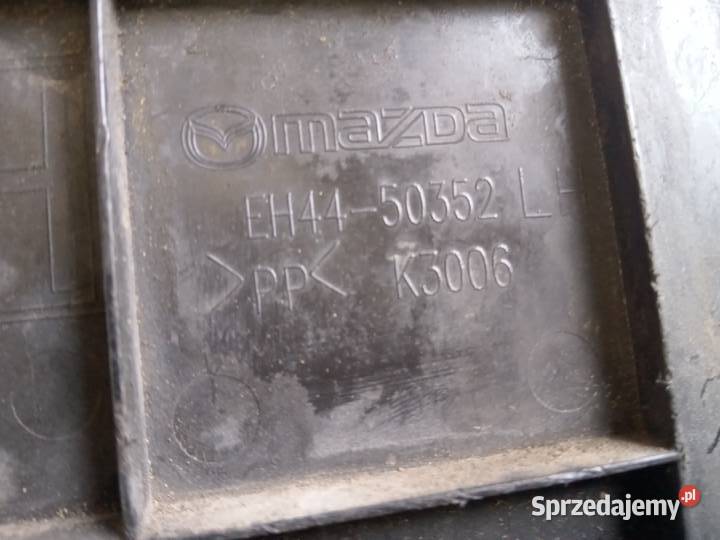 mazda
EH44-50352 L
>PP< K3006
Sprzedajemy.pl